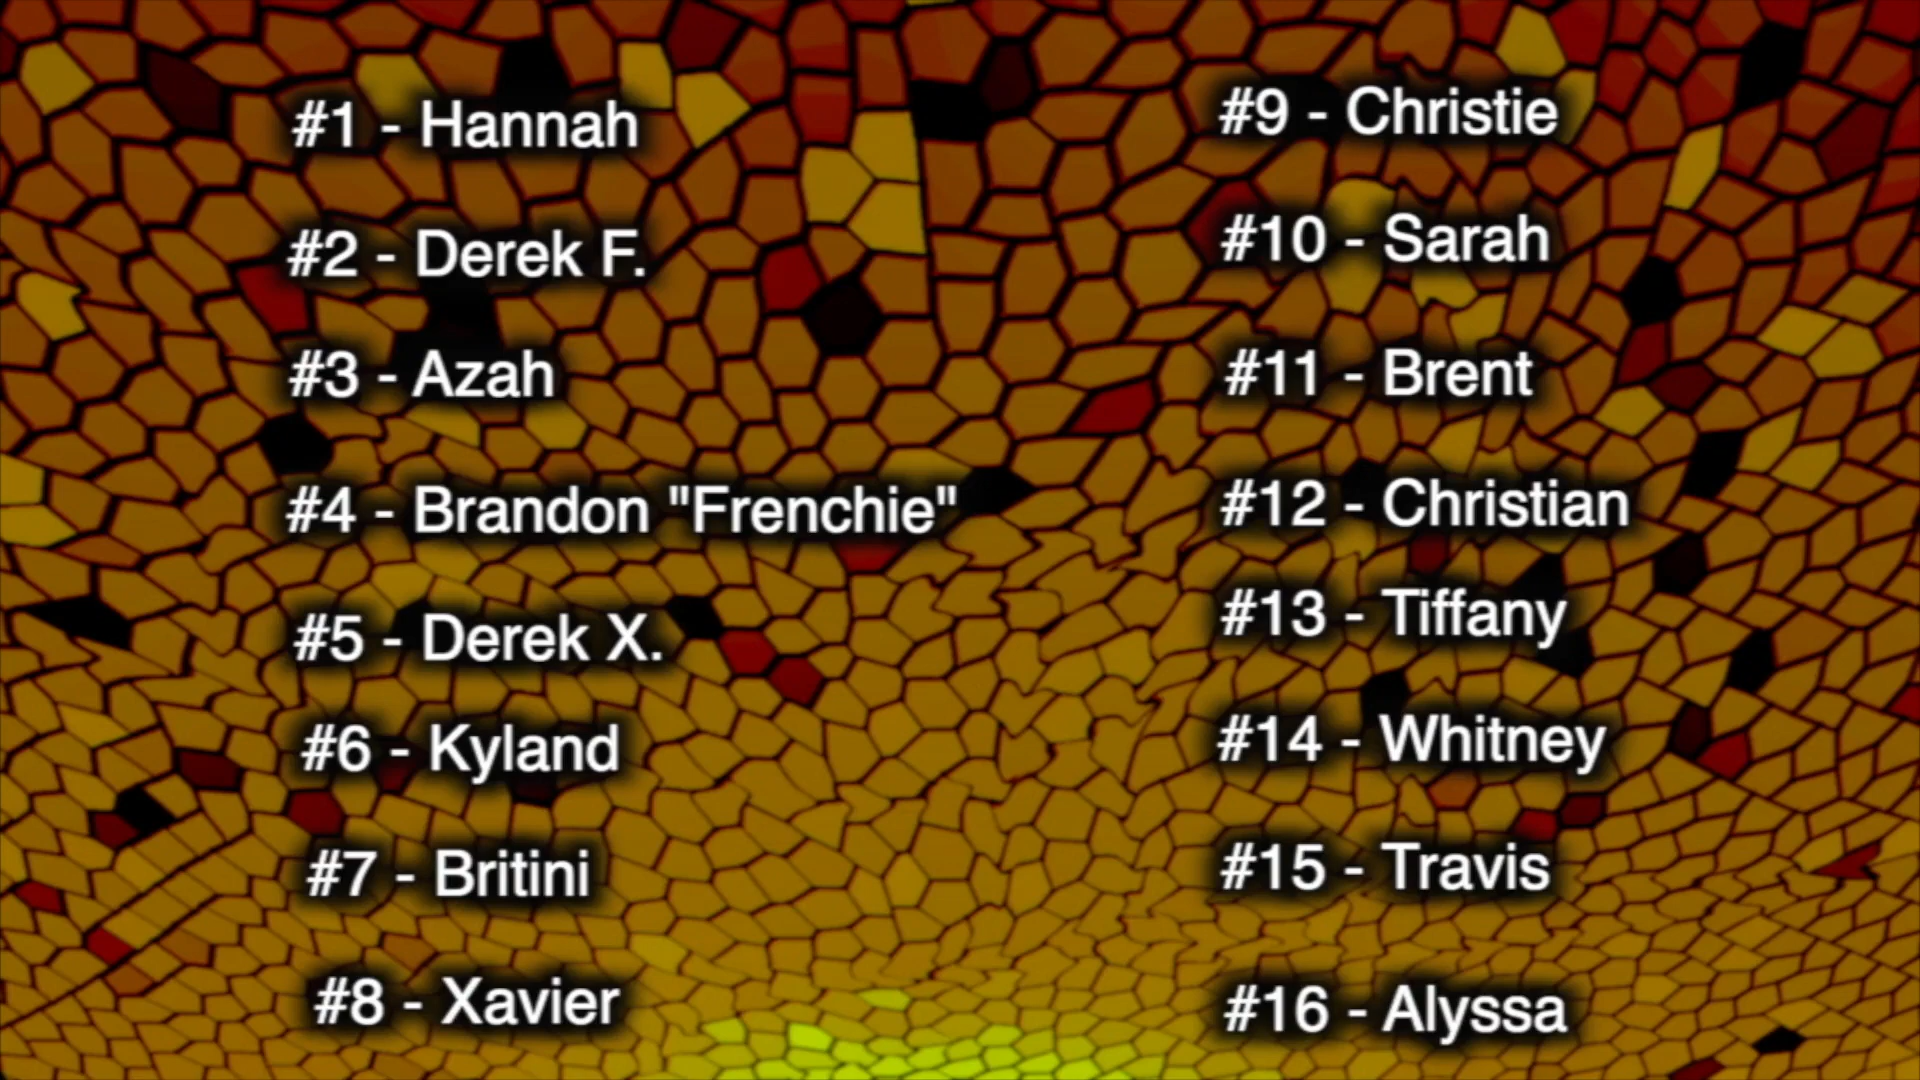 #1 - Hannah
#2 - Derek F.
#3 - Azah
#4 - Brandon "Frenchie"
#5 - Derek X.
#6 - Kyland
#7 - Britini
#8 - Xavier
#9 - Christie
#10 - Sarah
#11 - Brent
#12 - Christian
#13 - Tiffany
#14 - Whitney
#15 - Travis
#16 - Alyssa